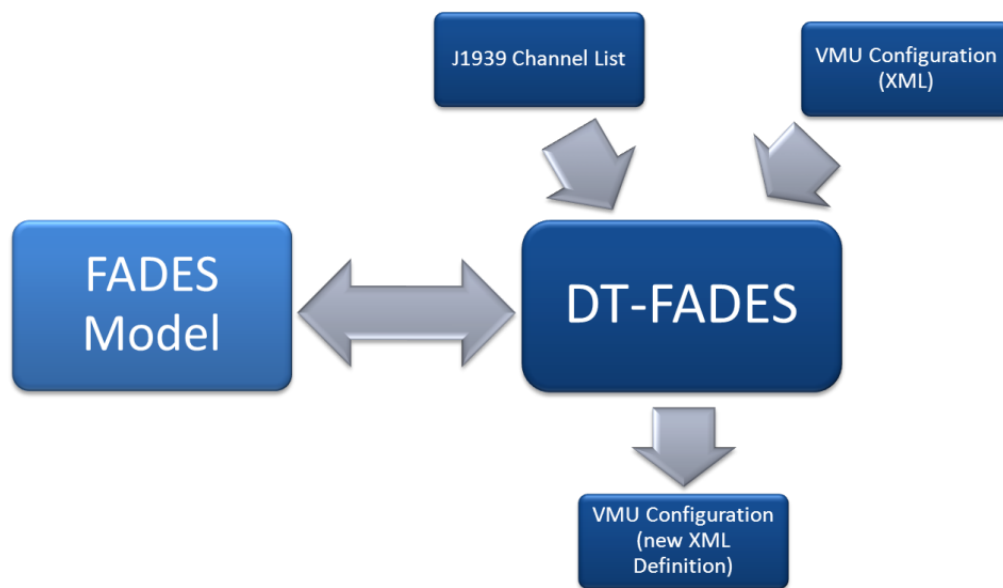 J1939 Channel List
VMU Configuration
(XML)
FADES
Model
DT-FADES
VMU Configuration
(new XML
Definition)